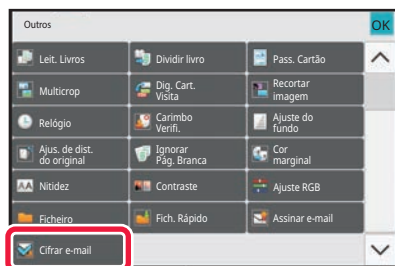 Outros
OK
Leit. Livros
Dividir livro
Pass. Cartão
Multicrop
Dig. Cart.
Visita
Recortar
imagem
Relógio
Carimbo
Verifi.
Ajuste do
fundo
Ajus. de dist.
do original
Ignorar
Pág. Branca
Cor
marginal
AA
Nitidez
Contraste
Ajuste RGB
Ficheiro
Fich. Rápido
Assinar e-mail
Cifrar e-mail